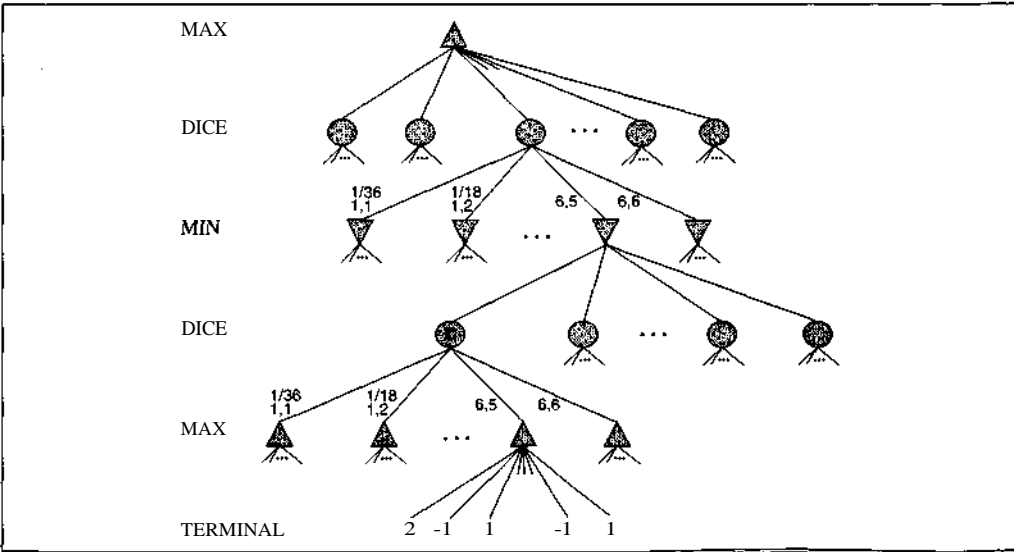 MAX
DICE
...
1/36 1/18
1,1 1,2 6,5 6,6
MIN
...
DICE
...
1/36 1/18
1,1 1,2 6,5 6,6
MAX
...
TERMINAL 2 -1 1 -1 1